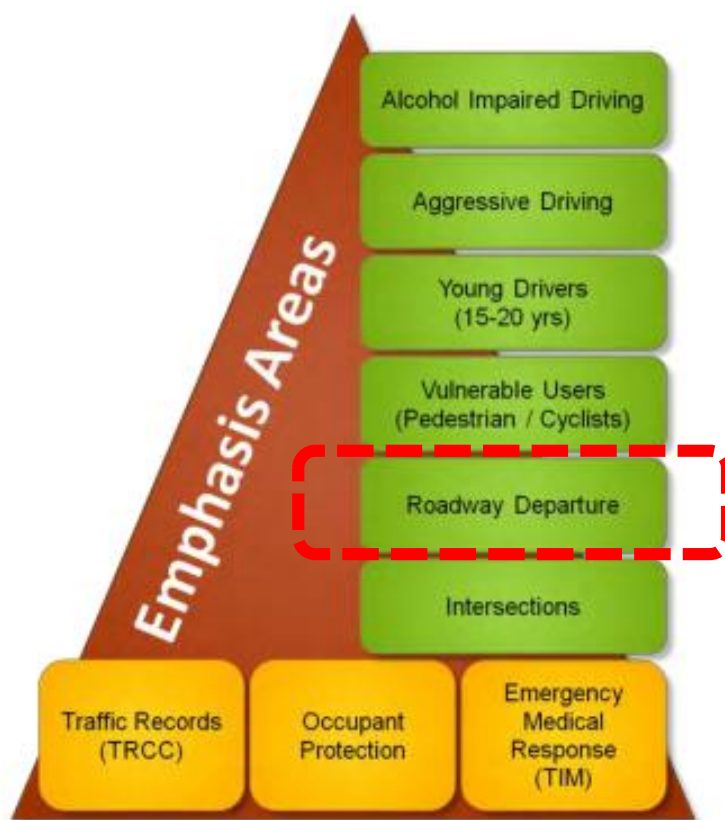 Alcohol Impaired Driving
Aggressive Driving
Young Drivers
(15-20 yrs)
Vulnerable Users
(Pedestrian / Cyclists)
Roadway Departure
Intersections
Emphasis Areas
Traffic Records
(TRCC)
Occupant
Protection
Emergency
Medical
Response
(TIM)